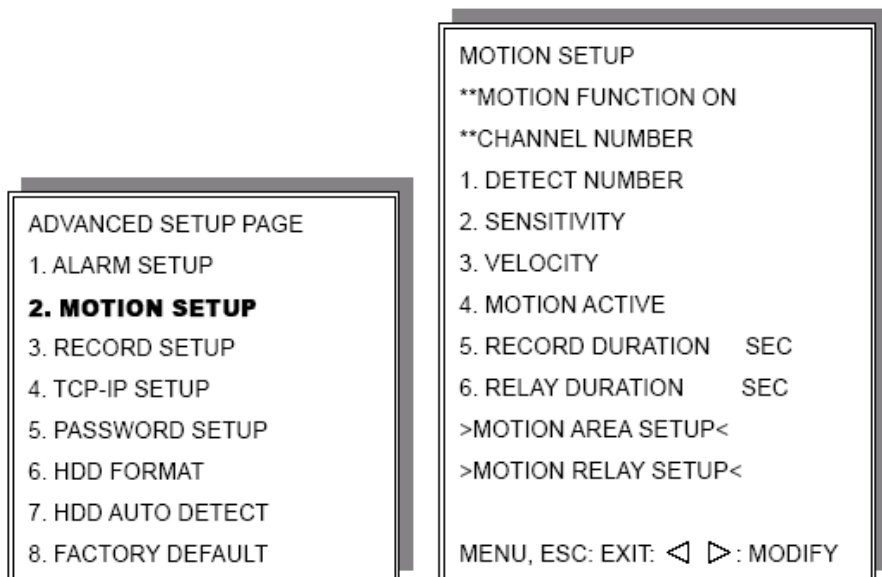 ADVANCED SETUP PAGE
1. ALARM SETUP
2. MOTION SETUP
3. RECORD SETUP
4. TCP-IP SETUP
5. PASSWORD SETUP
6. HDD FORMAT
7. HDD AUTO DETECT
8. FACTORY DEFAULT
MOTION SETUP
**MOTION FUNCTION ON
**CHANNEL NUMBER
1. DETECT NUMBER
2. SENSITIVITY
3. VELOCITY
4. MOTION ACTIVE
5. RECORD DURATION SEC
6. RELAY DURATION SEC
>MOTION AREA SETUP<
>MOTION RELAY SETUP<
MENU, ESC: EXIT: ◁ ▷ : MODIFY